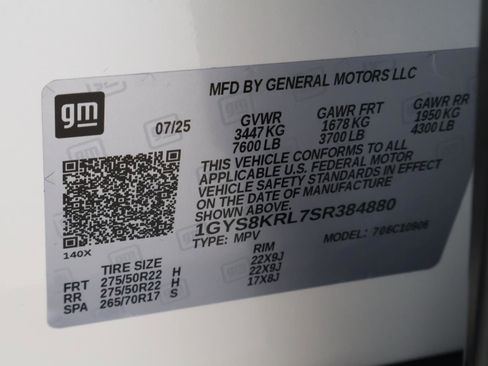 MFD BY GENERAL MOTORS LLC
gm
07/25
GVWR GAWR FRT GAWR RR
3447 KG 1678 KG 1950 KG
7600 LB 3700 LB 4300 LB
THIS VEHICLE CONFORMS TO ALL
APPLICABLE U.S. FEDERAL MOTOR
VEHICLE SAFETY STANDARDS IN EFFECT
ON THE DATE OF MANUFACTURE
SHOWN ABOVE.
1GYS8KRL7SR384880
TYPE: MPV MODEL: 706C10906
140X
TIRE SIZE RIM
FRT 275/50R22 H 22X9J
RR 275/50R22 H 22X9J
SPA 265/70R17 S 17X8J